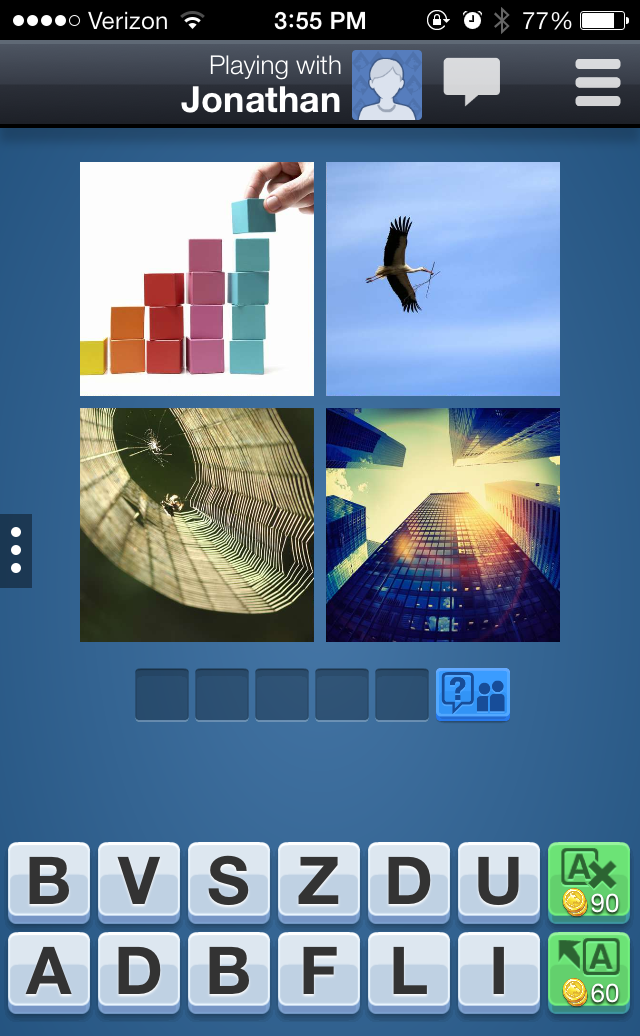 Verizon 3:55 PM 77%
Playing with
Jonathan
?
B V S Z D U A 90
A D B F L I A 60